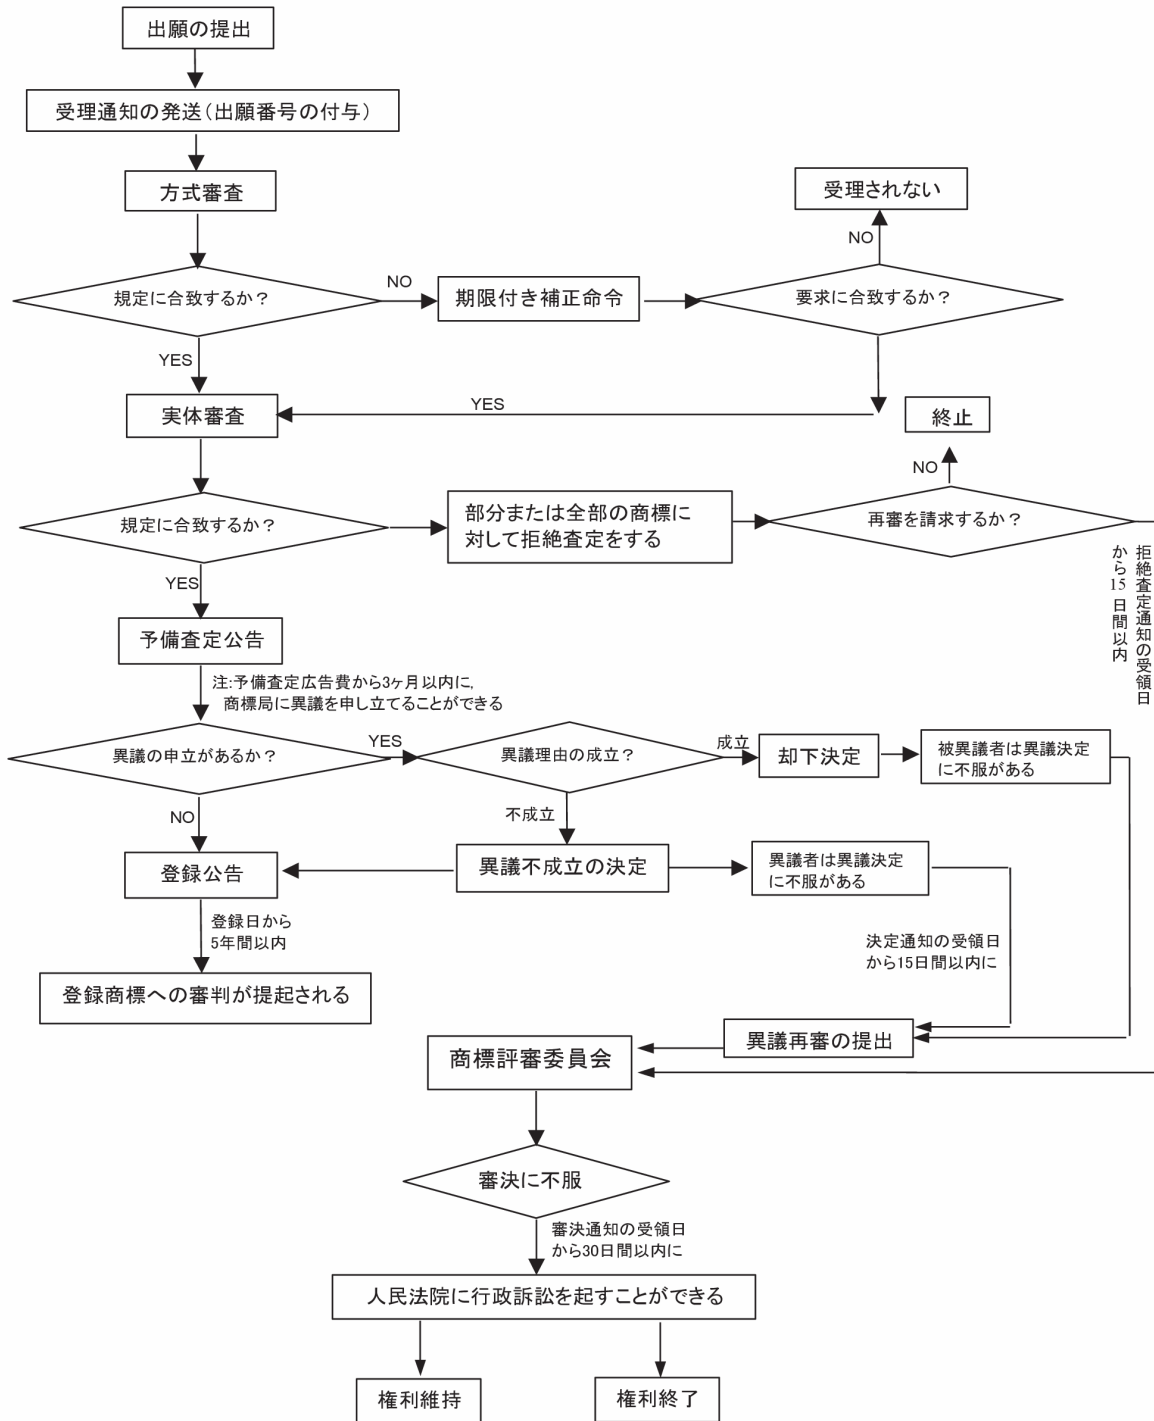 出願の提出
受理通知の発送（出願番号の付与）
方式審査
受理されない
NO
規定に合致するか？
NO
期限付き補正命令
要求に合致するか？
YES
実体審査
YES
終止
NO
規定に合致するか？
部分または全部の商標に
対して拒絶査定をする
再審を請求するか？
拒絶査定通知の受領日
から15日間以内
YES
予備査定公告
注:予備査定広告費から3ヶ月以内に,
商標局に異議を申し立てることができる
異議の申立があるか？
YES
異議理由の成立？
成立
却下決定
被異議者は異議決定
に不服がある
NO
不成立
登録公告
異議不成立の決定
異議者は異議決定
に不服がある
登録日から
5年間以内
決定通知の受領日
から15日間以内に
登録商標への審判が提起される
異議再審の提出
商標評審委員会
審決に不服
審決通知の受領日
から30日間以内に
人民法院に行政訴訟を起すことができる
権利維持
権利終了